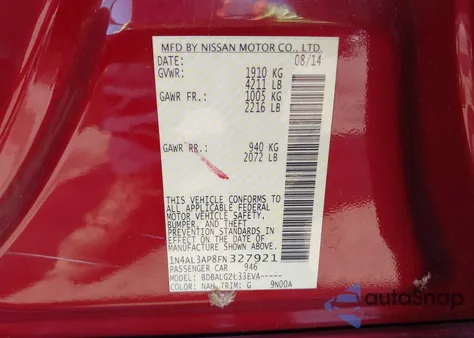 MFD BY NISSAN MOTOR CO., LTD.
DATE: 08/14
GVWR: 1910 KG
4211 LB
GAWR FR.: 1005 KG
2216 LB
GAWR RR.: 940 KG
2072 LB
THIS VEHICLE CONFORMS TO
ALL APPLICABLE FEDERAL
MOTOR VEHICLE SAFETY,
BUMPER, AND THEFT
PREVENTION STANDARDS IN
EFFECT ON THE DATE OF
MANUFACTURE SHOWN ABOVE.
1N4AL3AP8FN327921
PASSENGER CAR 946
MODEL: BDBALGZL33EVA-----
COLOR: NAH TRIM: G 9N00A
autoSnap